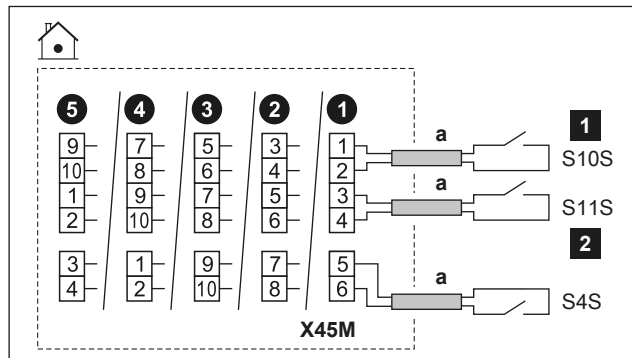 5 4 3 2 1
a
1
9 7 5 3 1
S10S
10 8 6 4 2
a
1 9 7 5 3
S11S
2 10 8 6 4
2
a
3 1 9 7 5
4 2 10 8 6
S4S
X45M